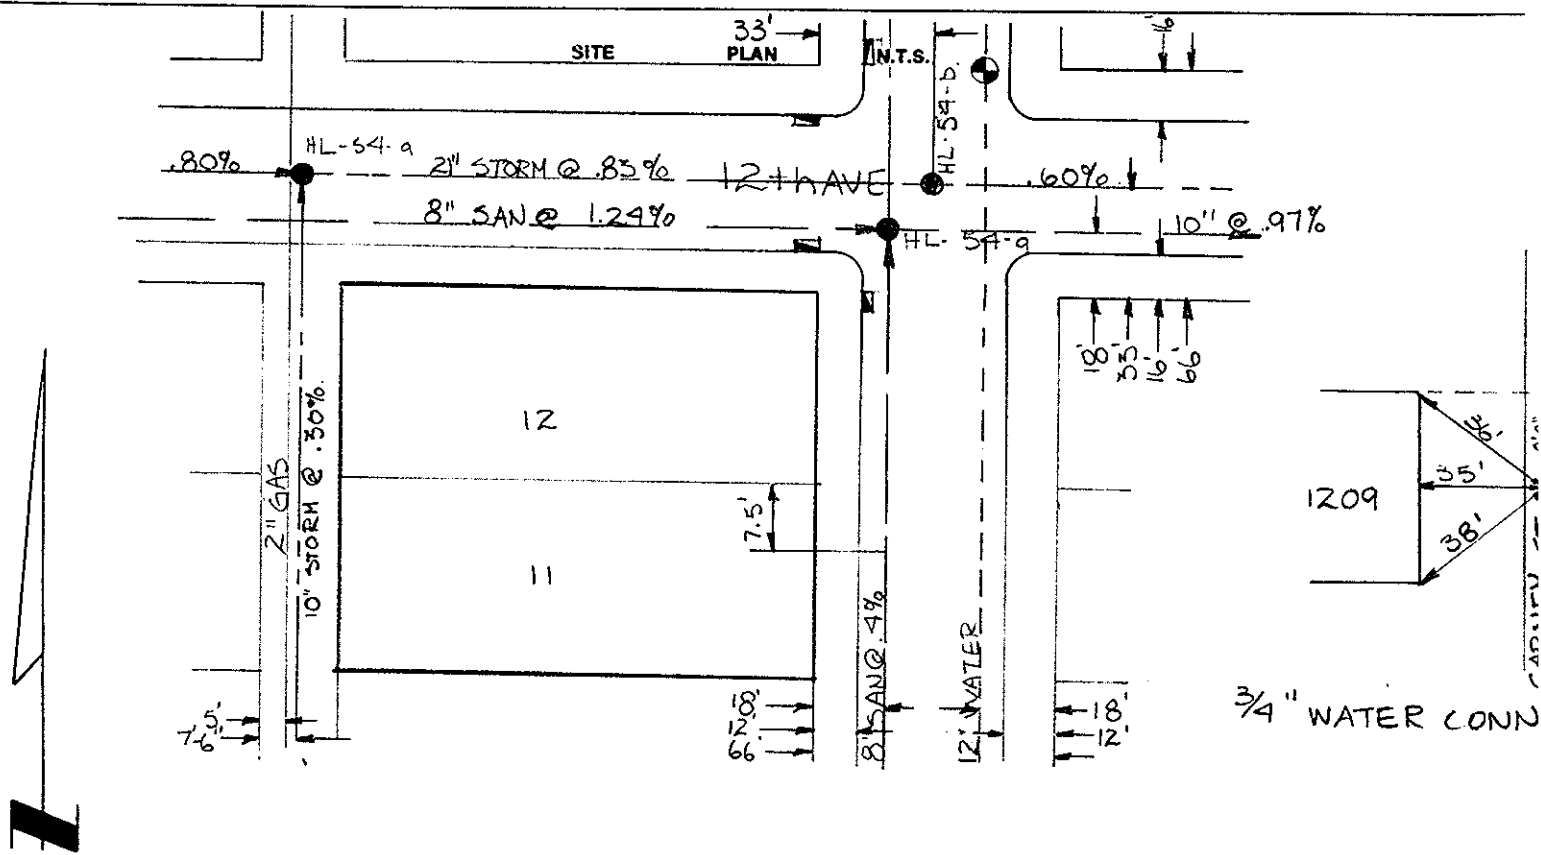 33'
SITE PLAN N.T.S.
16'
HL-54-b.
HL-54-a
.80%
21" STORM @ .83%
12th AVE
.60%
8" SAN @ 1.24%
HL-54-a
10" @ .97%
18'
33'
16'
66'
12
2" GAS
10" STORM @ .30%
7.5'
11
8" SAN @ .4%
12" WATER
36'
35'
38'
1209
5'
7'6"
18'
12'
66'
18'
12'
3/4" WATER CONN